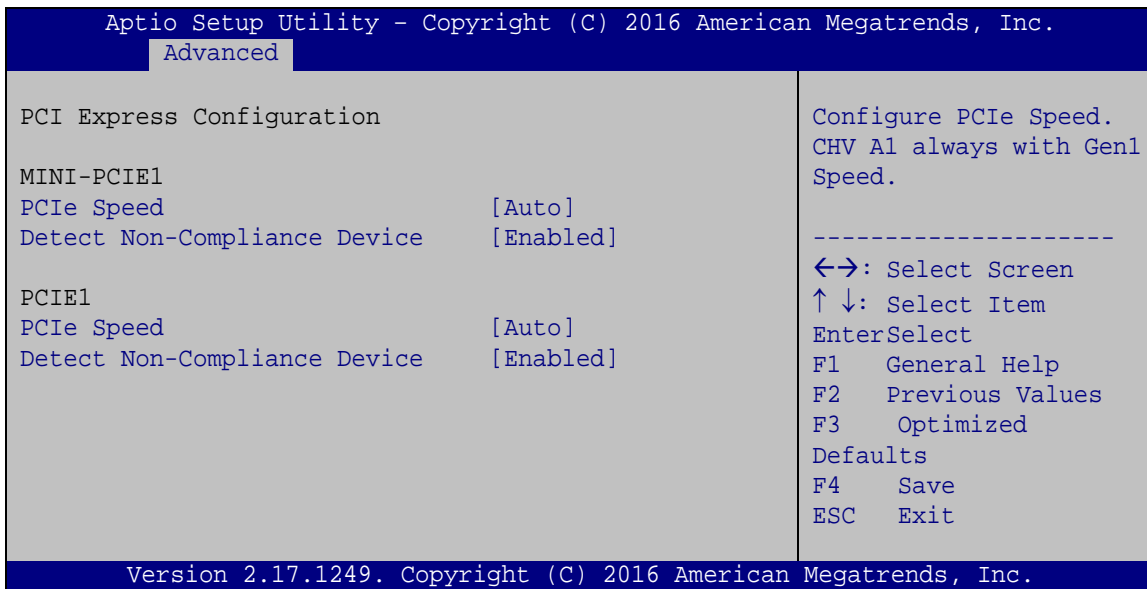 Aptio Setup Utility – Copyright (C) 2016 American Megatrends, Inc.
Advanced
PCI Express Configuration
MINI-PCIE1
PCIe Speed [Auto]
Detect Non-Compliance Device [Enabled]
PCIE1
PCIe Speed [Auto]
Detect Non-Compliance Device [Enabled]
Configure PCIe Speed.
CHV A1 always with Gen1
Speed.
---------------------
←→: Select Screen
↑ ↓: Select Item
EnterSelect
F1 General Help
F2 Previous Values
F3 Optimized
Defaults
F4 Save
ESC Exit
Version 2.17.1249. Copyright (C) 2016 American Megatrends, Inc.